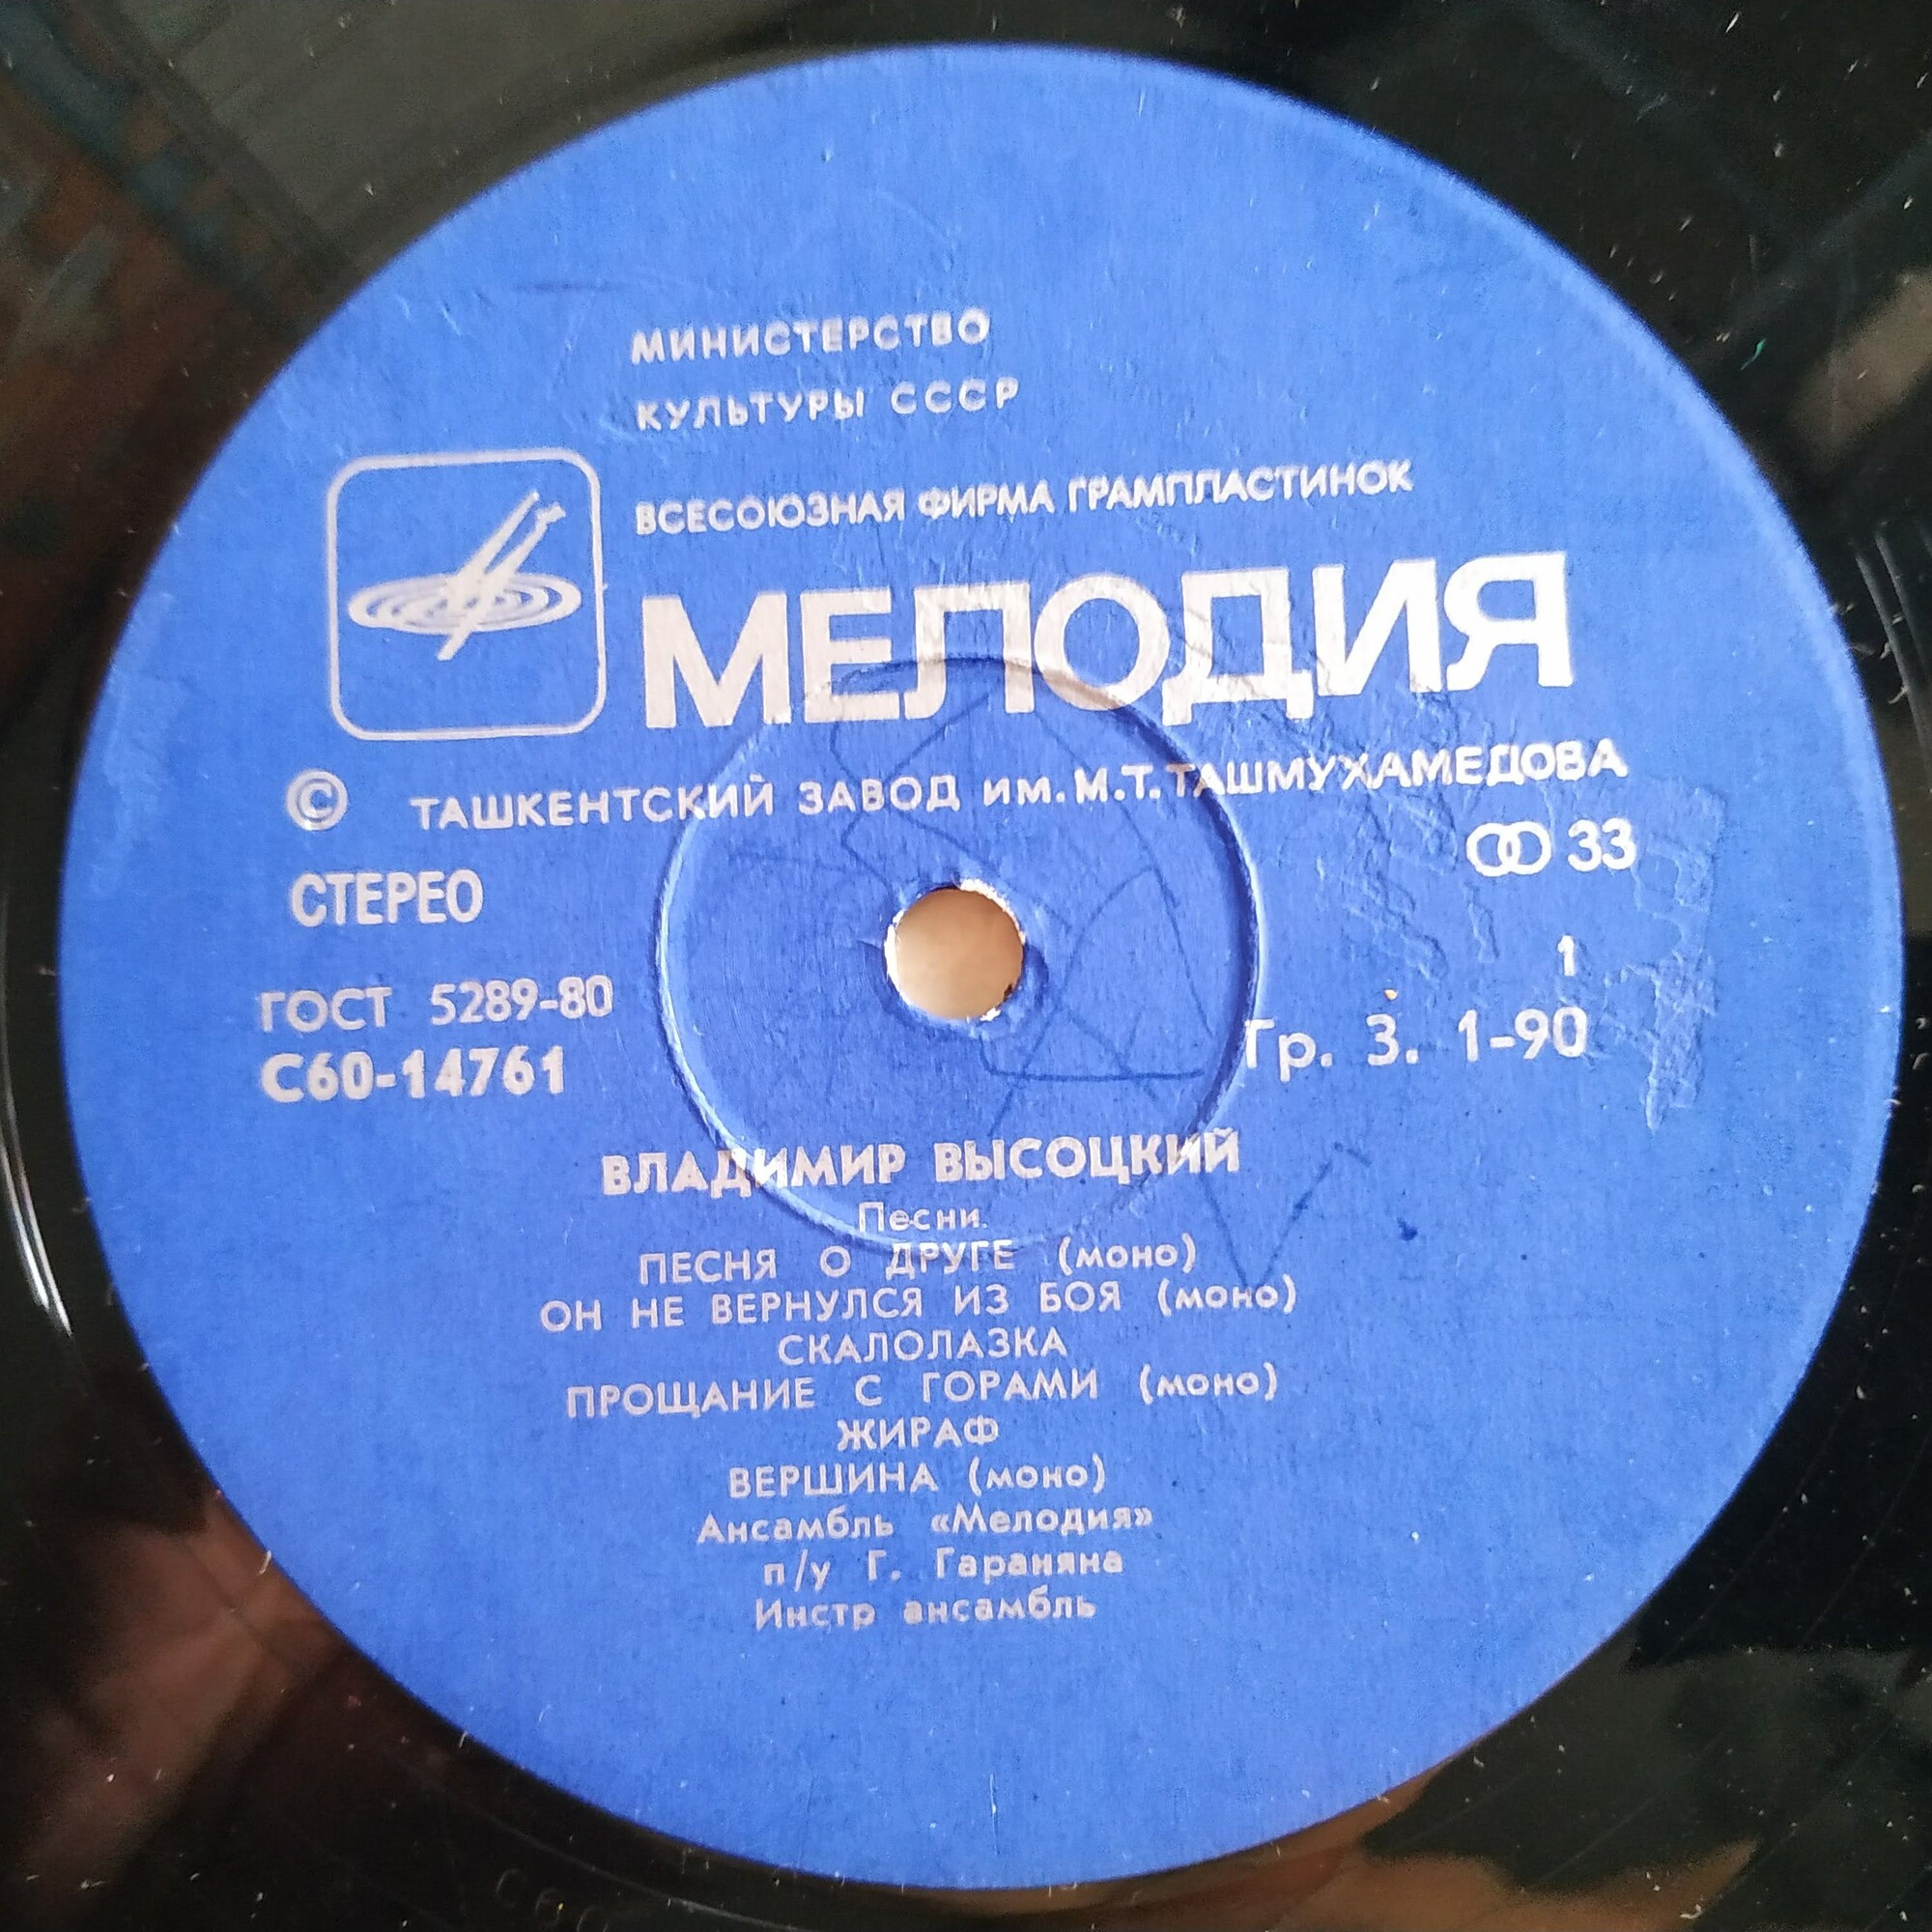 МИНИСТЕРСТВО
КУЛЬТУРЫ СССР
ВСЕСОЮЗНАЯ ФИРМА ГРАМПЛАСТИНОК
МЕЛОДИЯ
© ТАШКЕНТСКИЙ ЗАВОД им. М.Т. ТАШМУХАМЕДОВА
33
СТЕРЕО
1
ГОСТ 5289-80
Гр. 3. 1-90
С60-14761
ВЛАДИМИР ВЫСОЦКИЙ
Песни.
ПЕСНЯ О ДРУГЕ (моно)
ОН НЕ ВЕРНУЛСЯ ИЗ БОЯ (моно)
СКАЛОЛАЗКА
ПРОЩАНИЕ С ГОРАМИ (моно)
ЖИРАФ
ВЕРШИНА (моно)
Ансамбль «Мелодия»
п/у Г. Гараняна
Инстр ансамбль